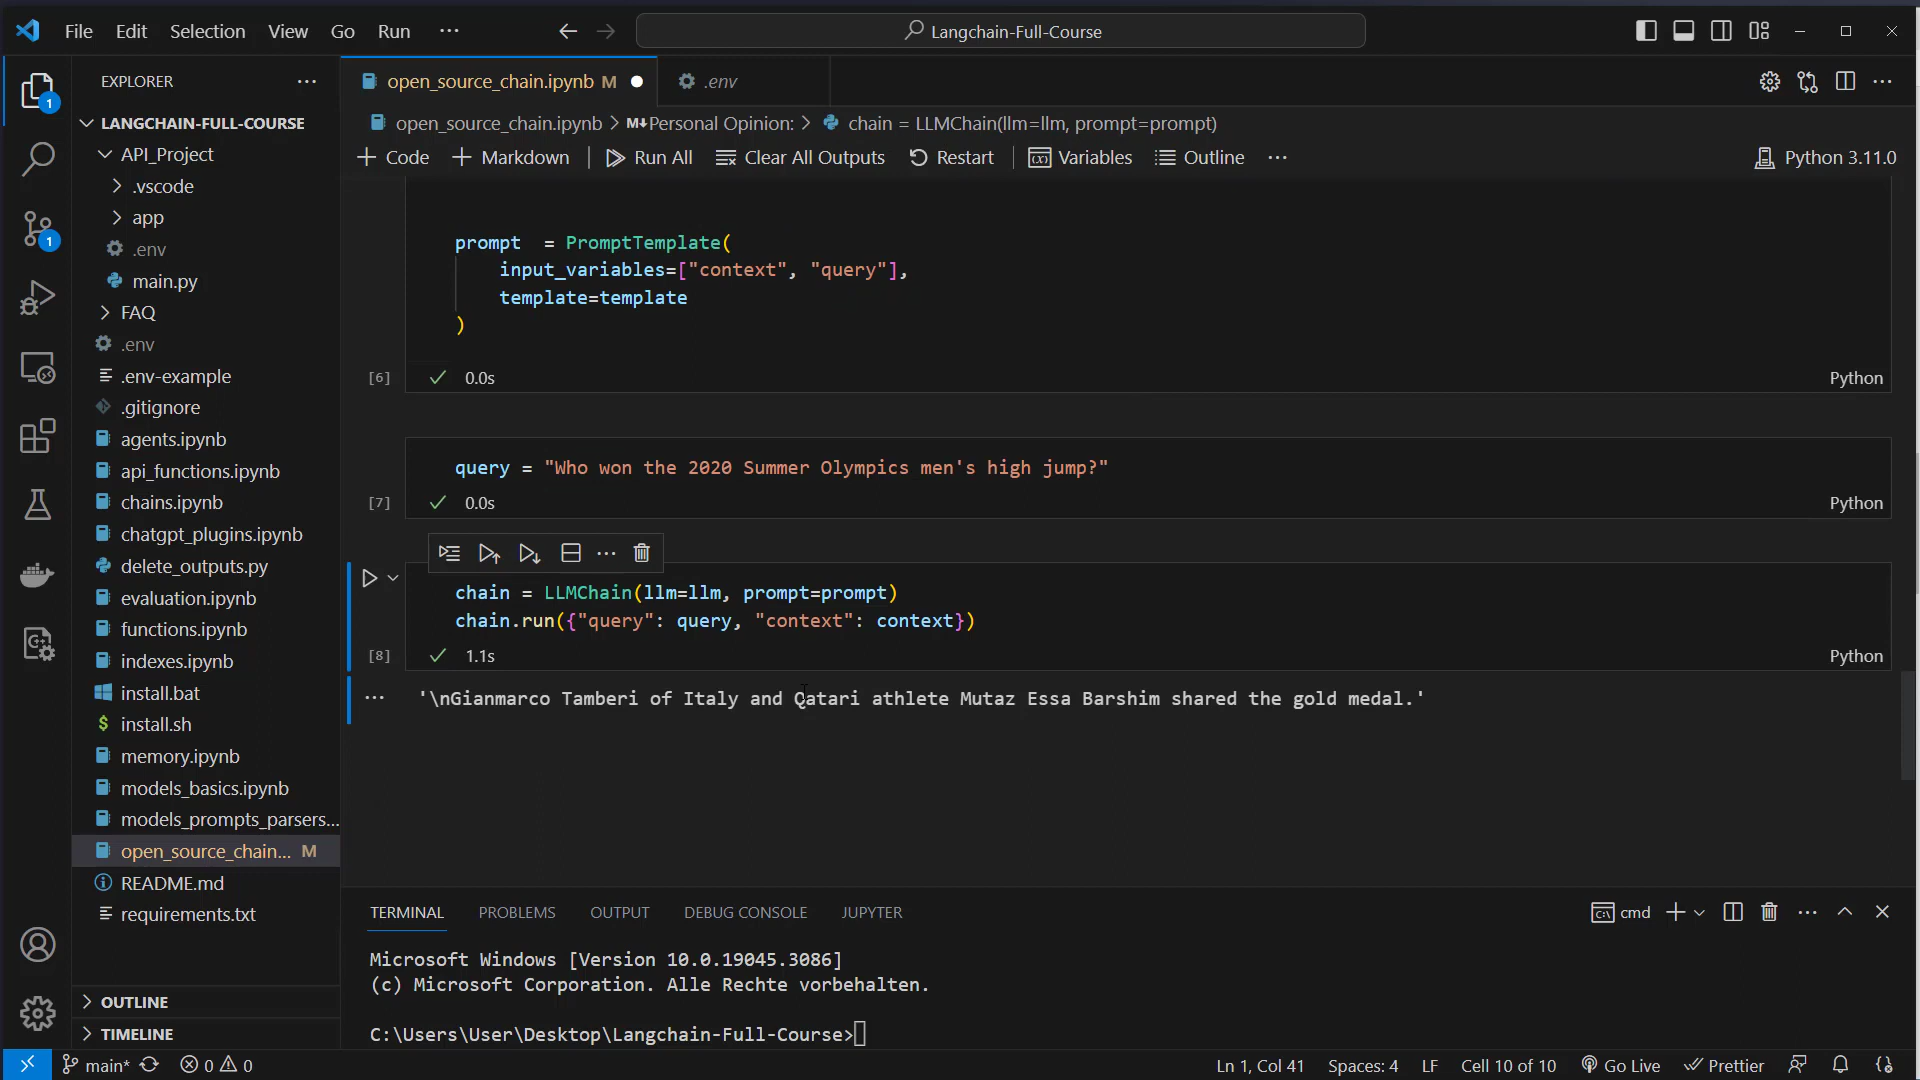 File Edit Selection View Go Run ··· Langchain-Full-Course
EXPLORER
LANGCHAIN-FULL-COURSE
API_Project
.vscode
app
.env
main.py
FAQ
.env
.env-example
.gitignore
agents.ipynb
api_functions.ipynb
chains.ipynb
chatgpt_plugins.ipynb
delete_outputs.py
evaluation.ipynb
functions.ipynb
indexes.ipynb
install.bat
install.sh
memory.ipynb
models_basics.ipynb
models_prompts_parsers...
open_source_chain... M
README.md
requirements.txt
OUTLINE
TIMELINE
1
1
open_source_chain.ipynb M .env
open_source_chain.ipynb > M↓Personal Opinion: > chain = LLMChain(llm=llm, prompt=prompt)
+ Code + Markdown Run All Clear All Outputs Restart Variables Outline ··· Python 3.11.0
prompt  = PromptTemplate(
    input_variables=["context", "query"],
    template=template
)
[6] 0.0s Python
query = "Who won the 2020 Summer Olympics men's high jump?"
[7] 0.0s Python
chain = LLMChain(llm=llm, prompt=prompt)
chain.run({"query": query, "context": context})
[8] 1.1s Python
'\nGianmarco Tamberi of Italy and Qatari athlete Mutaz Essa Barshim shared the gold medal.'
TERMINAL PROBLEMS OUTPUT DEBUG CONSOLE JUPYTER cmd
Microsoft Windows [Version 10.0.19045.3086]
(c) Microsoft Corporation. Alle Rechte vorbehalten.
C:\Users\User\Desktop\Langchain-Full-Course>
main* 0 0 Ln 1, Col 41 Spaces: 4 LF Cell 10 of 10 Go Live Prettier